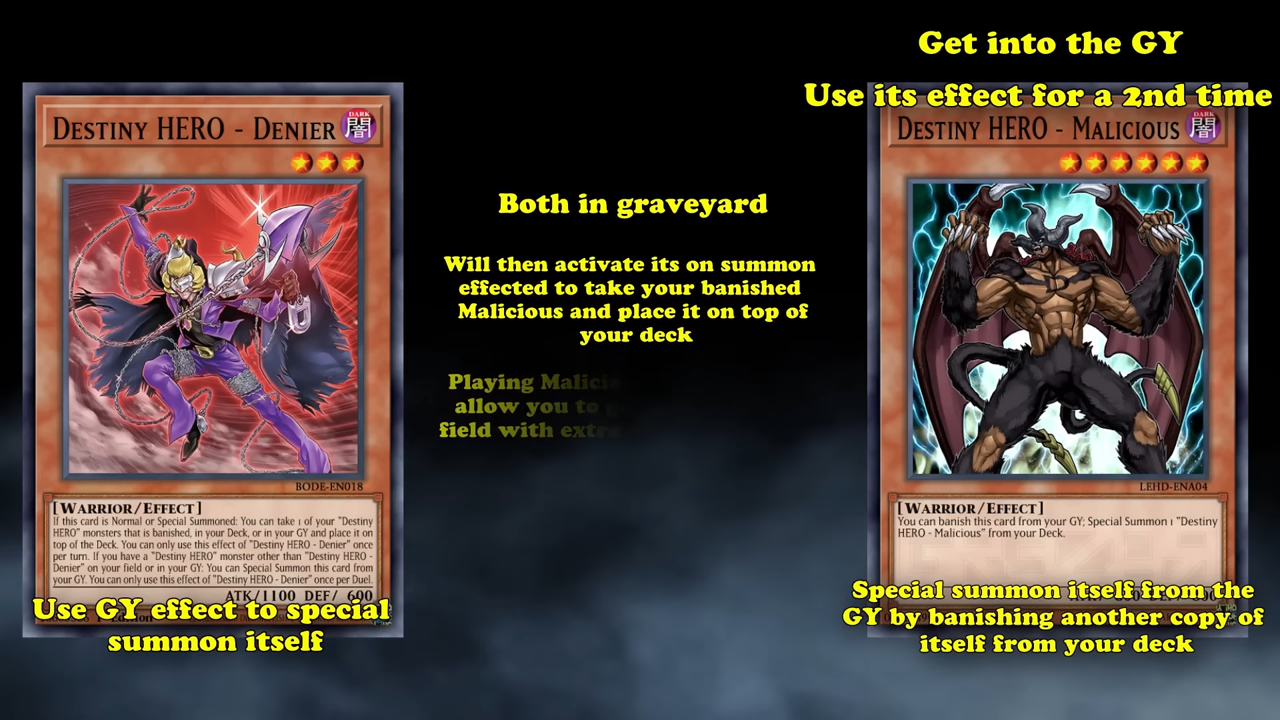 Get into the GY
Use its effect for a 2nd time
DESTINY HERO - DENIER
DARK
闇
BODE-EN018
[WARRIOR/EFFECT]
If this card is Normal or Special Summoned: You can take 1 of your "Destiny
HERO" monsters that is banished, in your Deck, or in your GY and place it on
top of the Deck. You can only use this effect of "Destiny HERO - Denier" once
per turn. If you have a "Destiny HERO" monster other than "Destiny HERO -
Denier" on your field or in your GY: You can Special Summon this card from
your GY. You can only use this effect of "Destiny HERO - Denier" once per Duel.
ATK/1100 DEF/ 600
Use GY effect to special
summon itself
Both in graveyard
Will then activate its on summon
effected to take your banished
Malicious and place it on top of
your deck
Playing Malici
allow you to
field with extr
DESTINY HERO - MALICIOUS
DARK
闇
LEHD-ENA04
[WARRIOR/EFFECT]
You can banish this card from your GY; Special Summon 1 "Destiny
HERO - Malicious" from your Deck.
Special summon itself from the
GY by banishing another copy of
itself from your deck